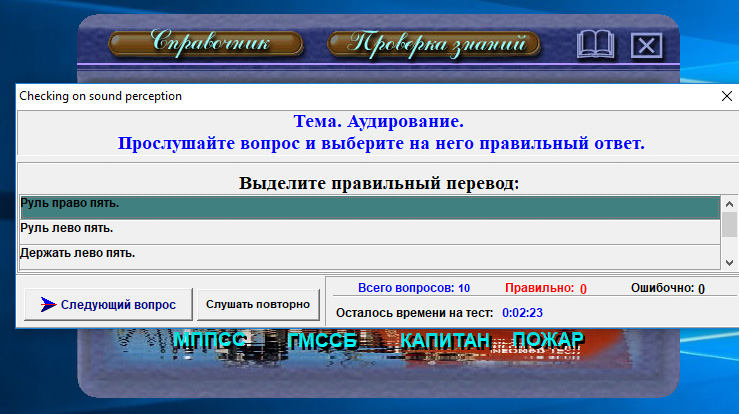 Справочник Проверка знаний
Checking on sound perception
Тема. Аудирование.
Прослушайте вопрос и выберите на него правильный ответ.
Выделите правильный перевод:
Руль право пять.
Руль лево пять.
Держать лево пять.
Следующий вопрос Слушать повторно
Всего вопросов: 10 Правильно: 0 Ошибочно: 0
Осталось времени на тест: 0:02:23
МППСС ГМССБ КАПИТАН ПОЖАР